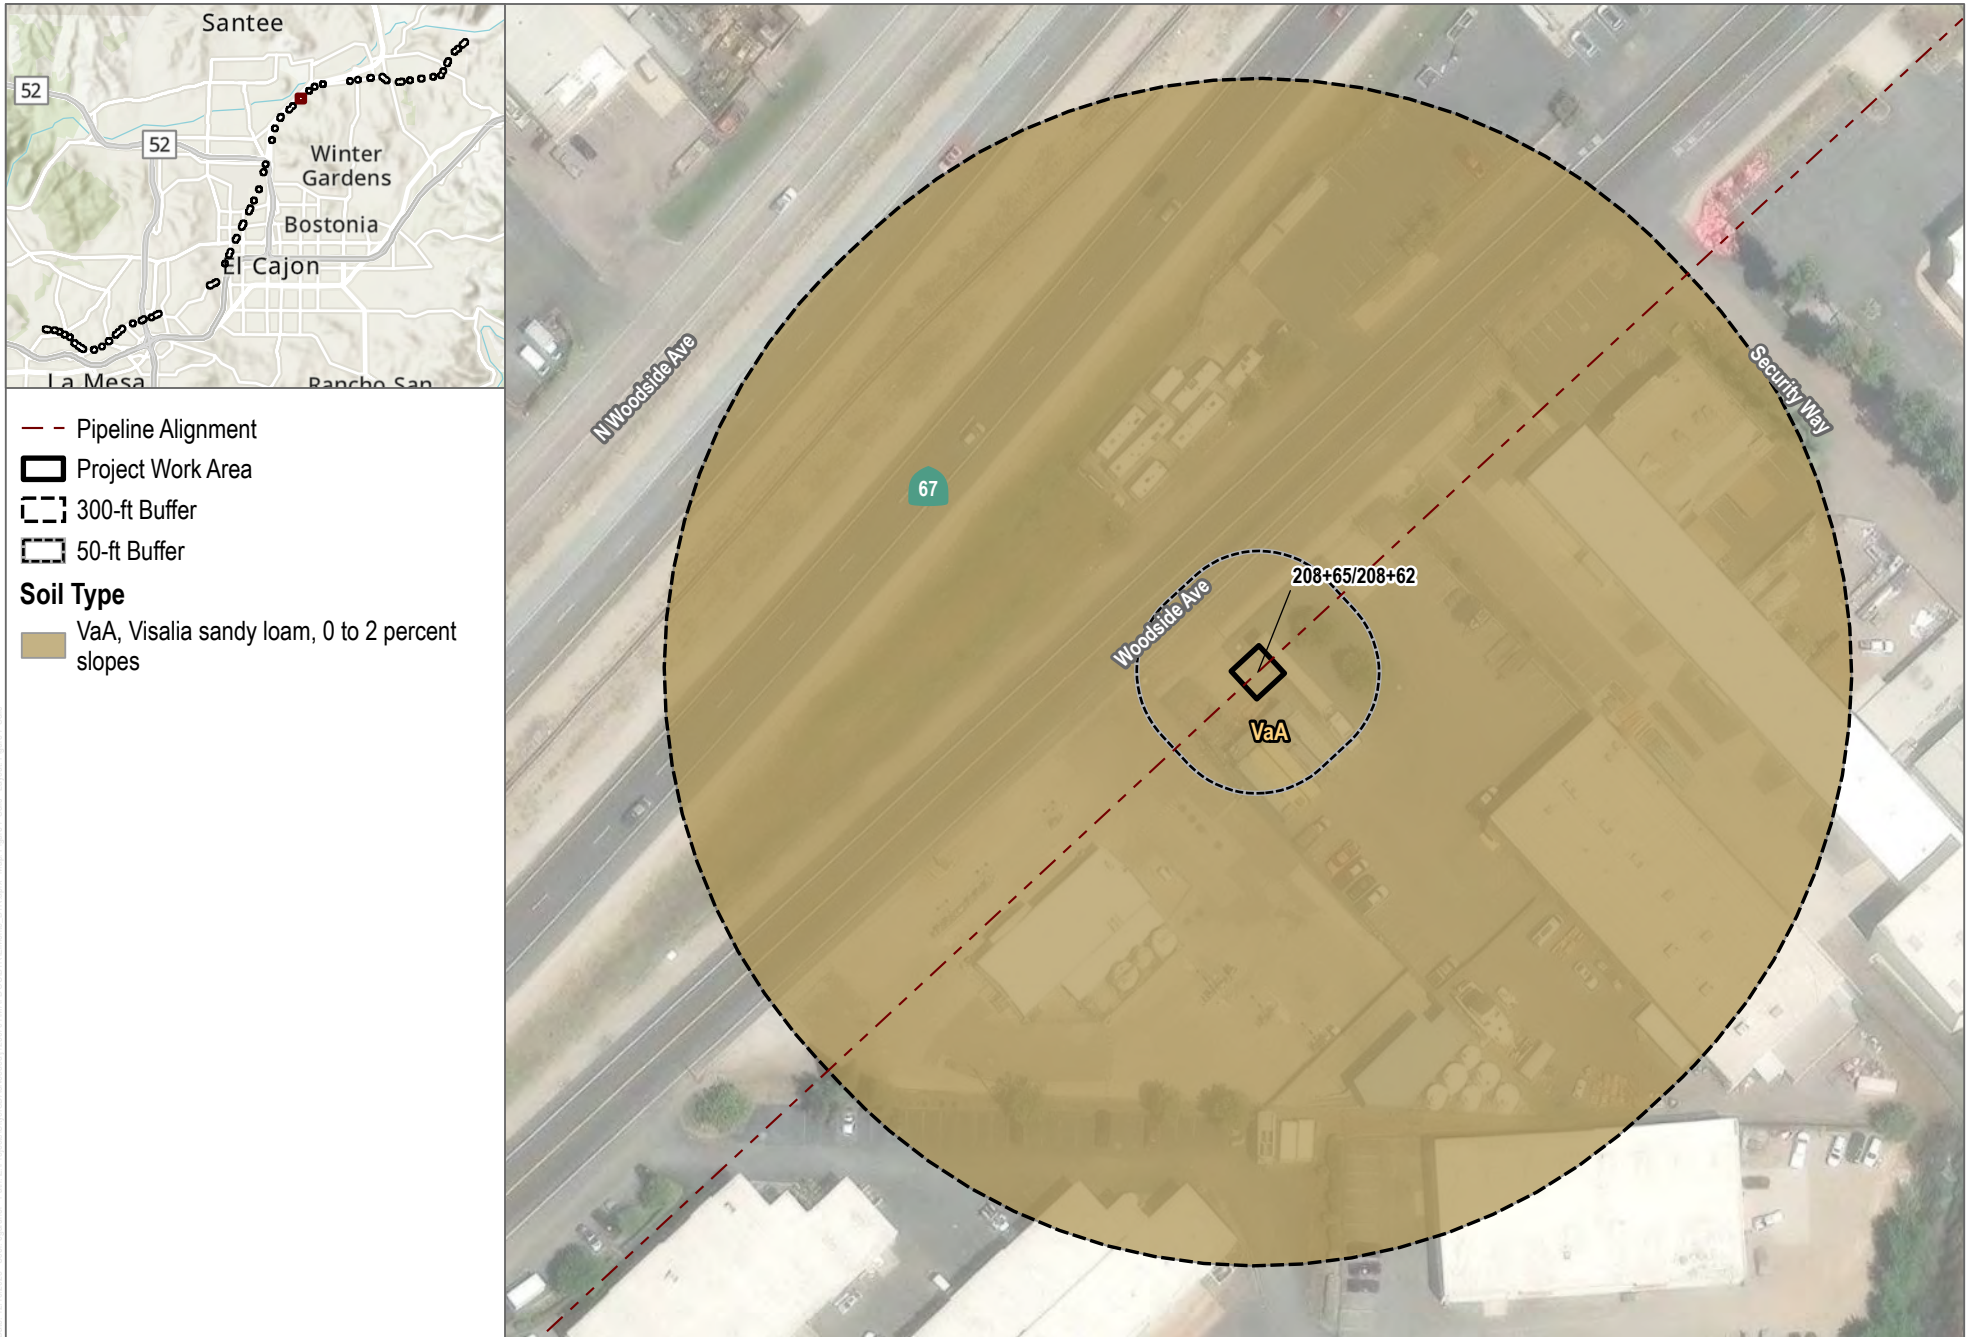 Santee
52
52
Winter
Gardens
Bostonia
El Cajon
La Mesa
Rancho San
Pipeline Alignment
Project Work Area
300-ft Buffer
50-ft Buffer
Soil Type
VaA, Visalia sandy loam, 0 to 2 percent
slopes
N Woodside Ave
67
Security Way
208+65/208+62
Woodside Ave
VaA